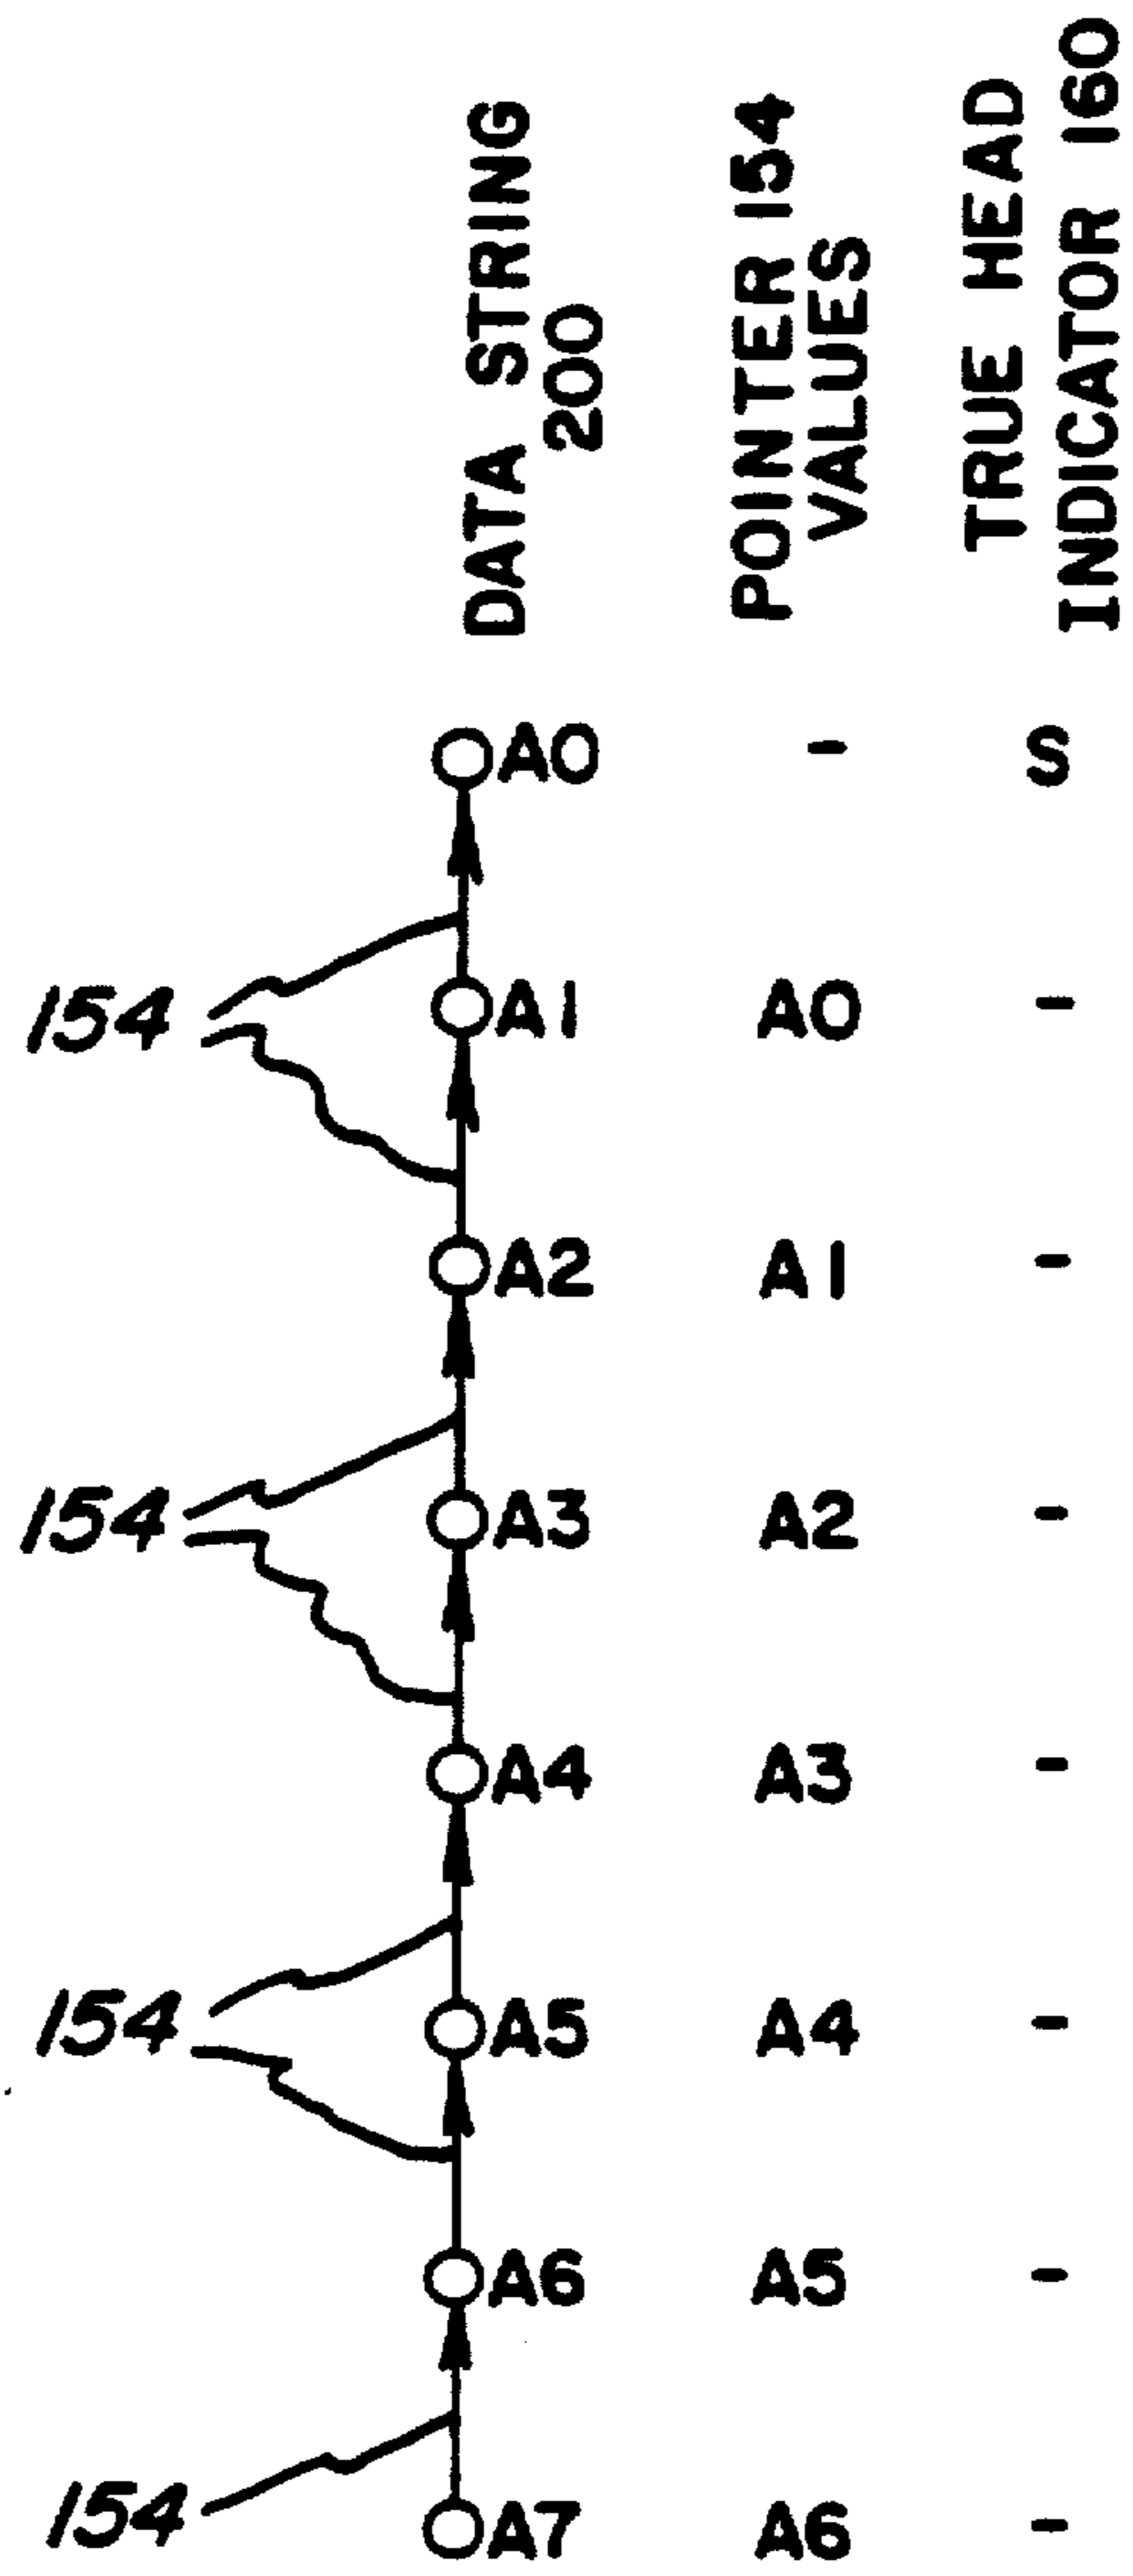 DATA STRING
200
POINTER 154
VALUES
TRUE HEAD
INDICATOR 160
A0 - S
154 A1 A0 -
A2 A1 -
154 A3 A2 -
A4 A3 -
154 A5 A4 -
A6 A5 -
154 A7 A6 -